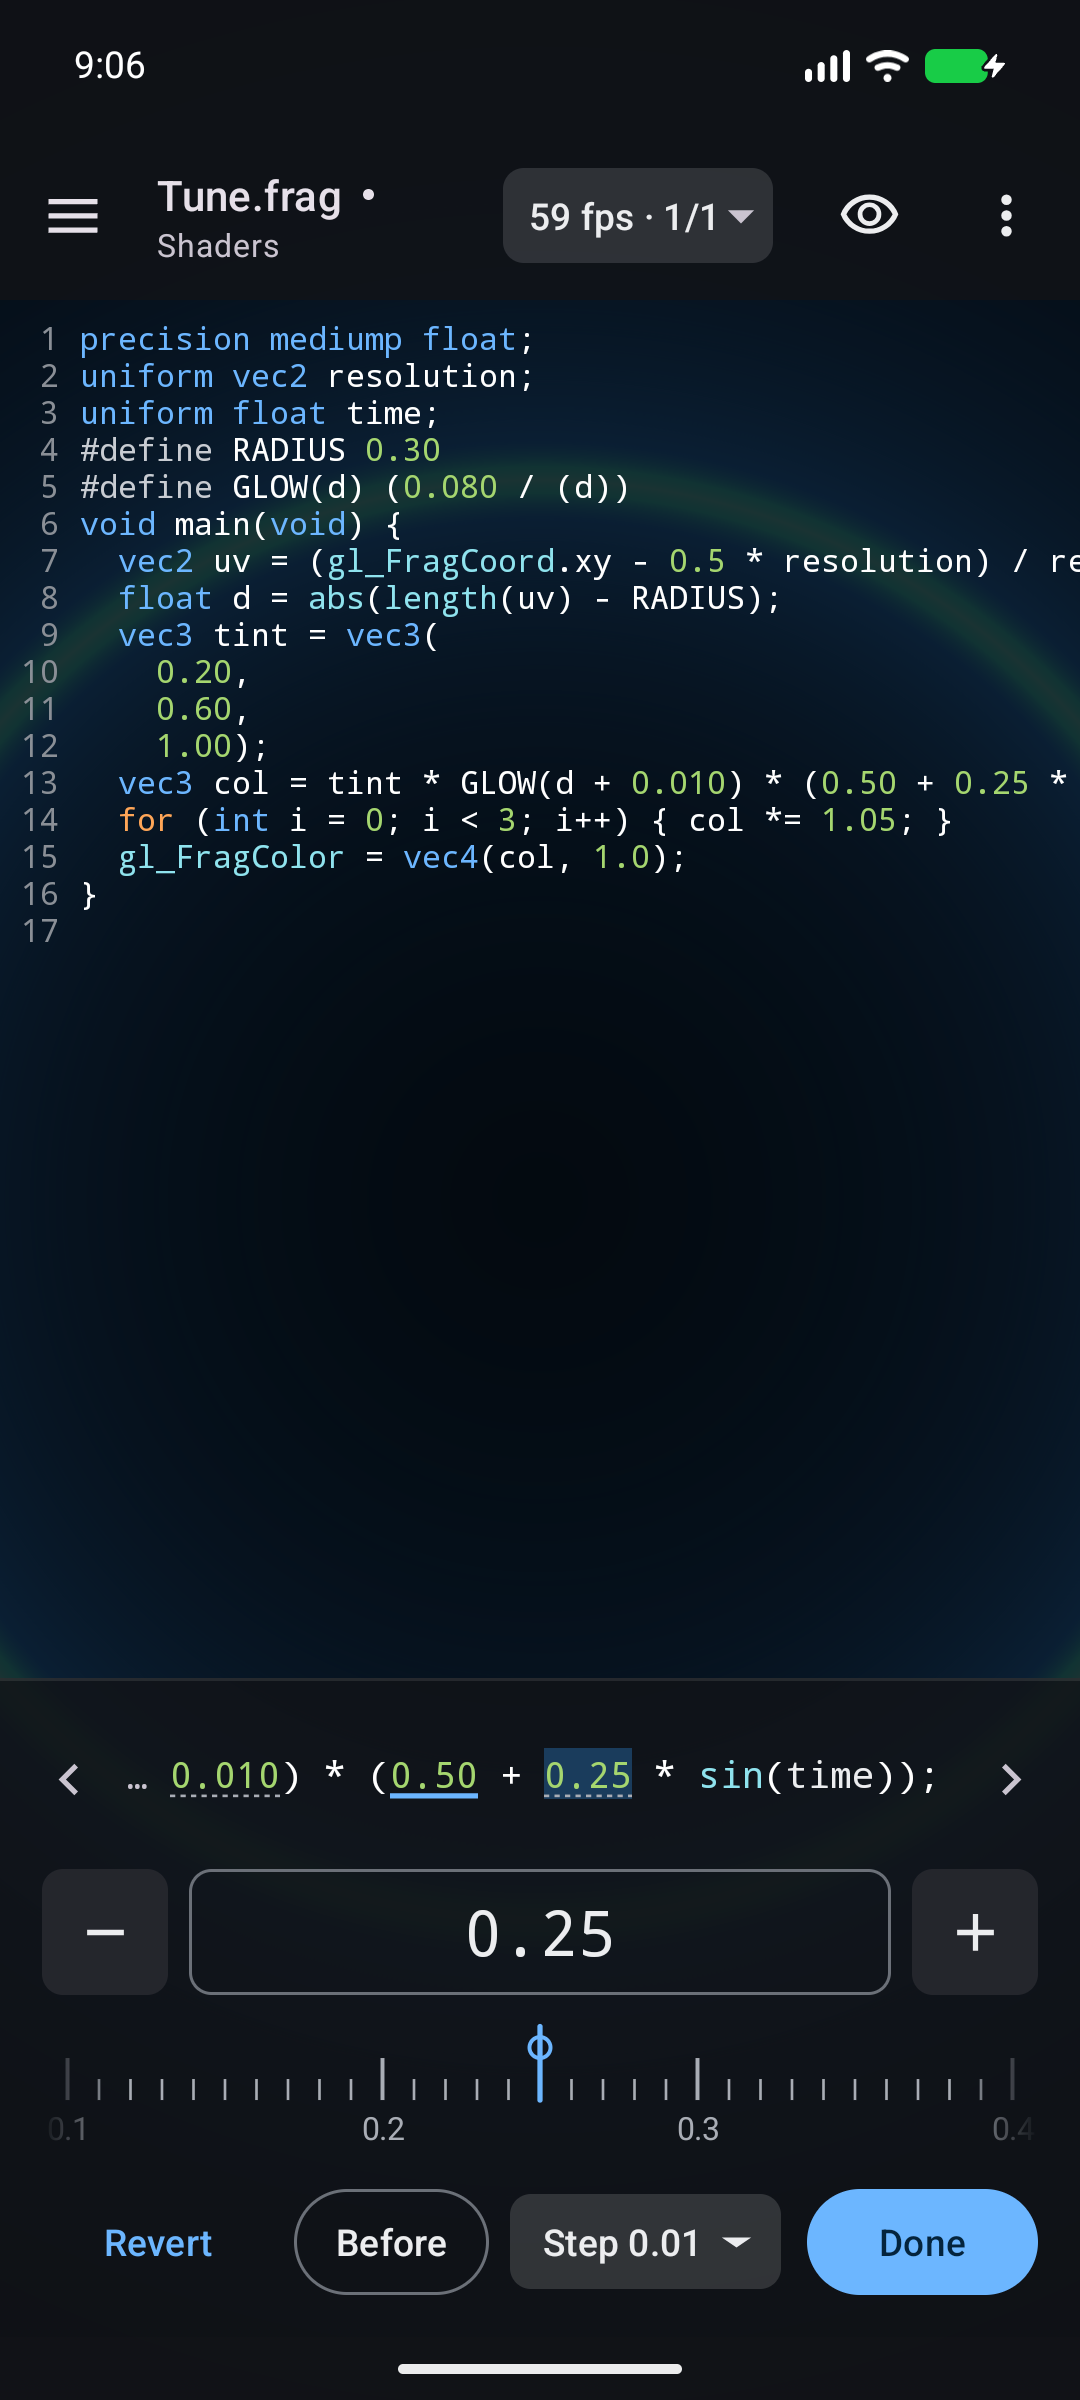 9:06
Tune.frag •
Shaders
59 fps · 1/1
1 precision mediump float;
2 uniform vec2 resolution;
3 uniform float time;
4 #define RADIUS 0.30
5 #define GLOW(d) (0.080 / (d))
6 void main(void) {
7   vec2 uv = (gl_FragCoord.xy - 0.5 * resolution) / re
8   float d = abs(length(uv) - RADIUS);
9   vec3 tint = vec3(
10     0.20,
11     0.60,
12     1.00);
13   vec3 col = tint * GLOW(d + 0.010) * (0.50 + 0.25 *
14   for (int i = 0; i < 3; i++) { col *= 1.05; }
15   gl_FragColor = vec4(col, 1.0);
16 }
17
… 0.010) * (0.50 + 0.25 * sin(time));
0.25
0.1 0.2 0.3 0.4
Revert Before Step 0.01 Done